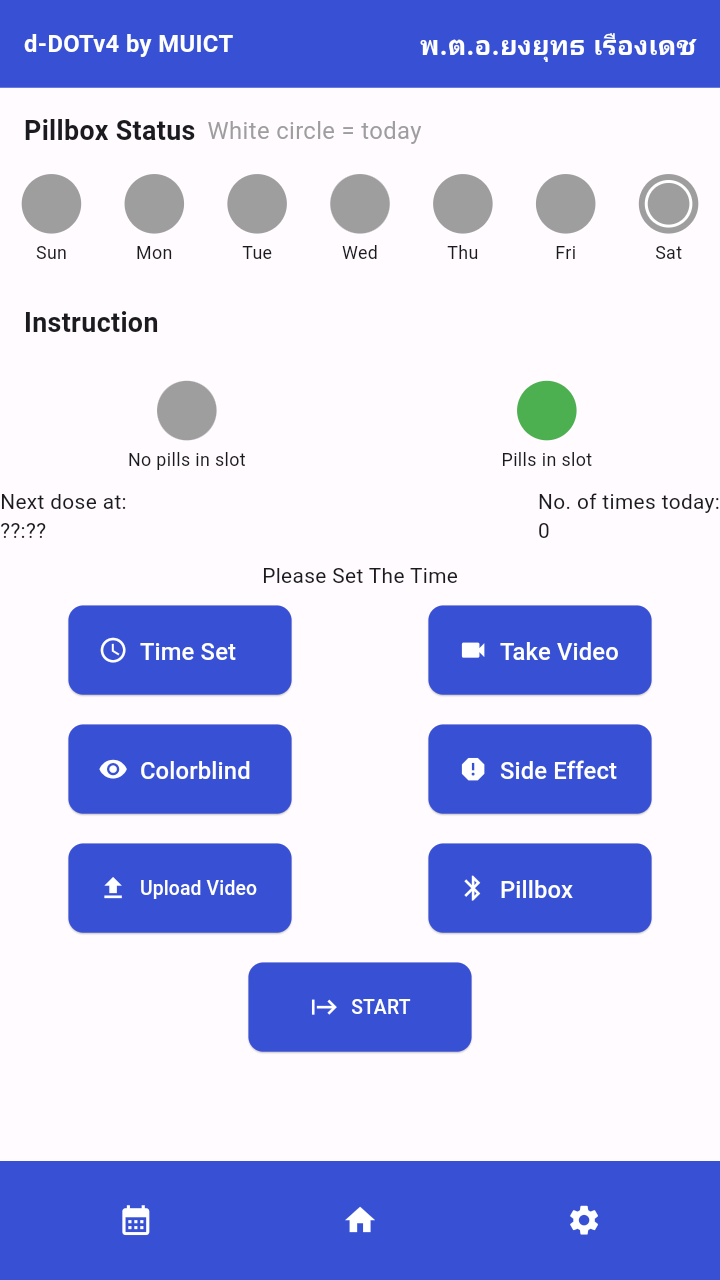 d-DOTv4 by MUICT
พ.ต.อ.ยงยุทธ เรืองเดช
Pillbox Status White circle = today
Sun Mon Tue Wed Thu Fri Sat
Instruction
No pills in slot
Pills in slot
Next dose at:
??:??
No. of times today:
0
Please Set The Time
Time Set
Take Video
Colorblind
Side Effect
Upload Video
Pillbox
START